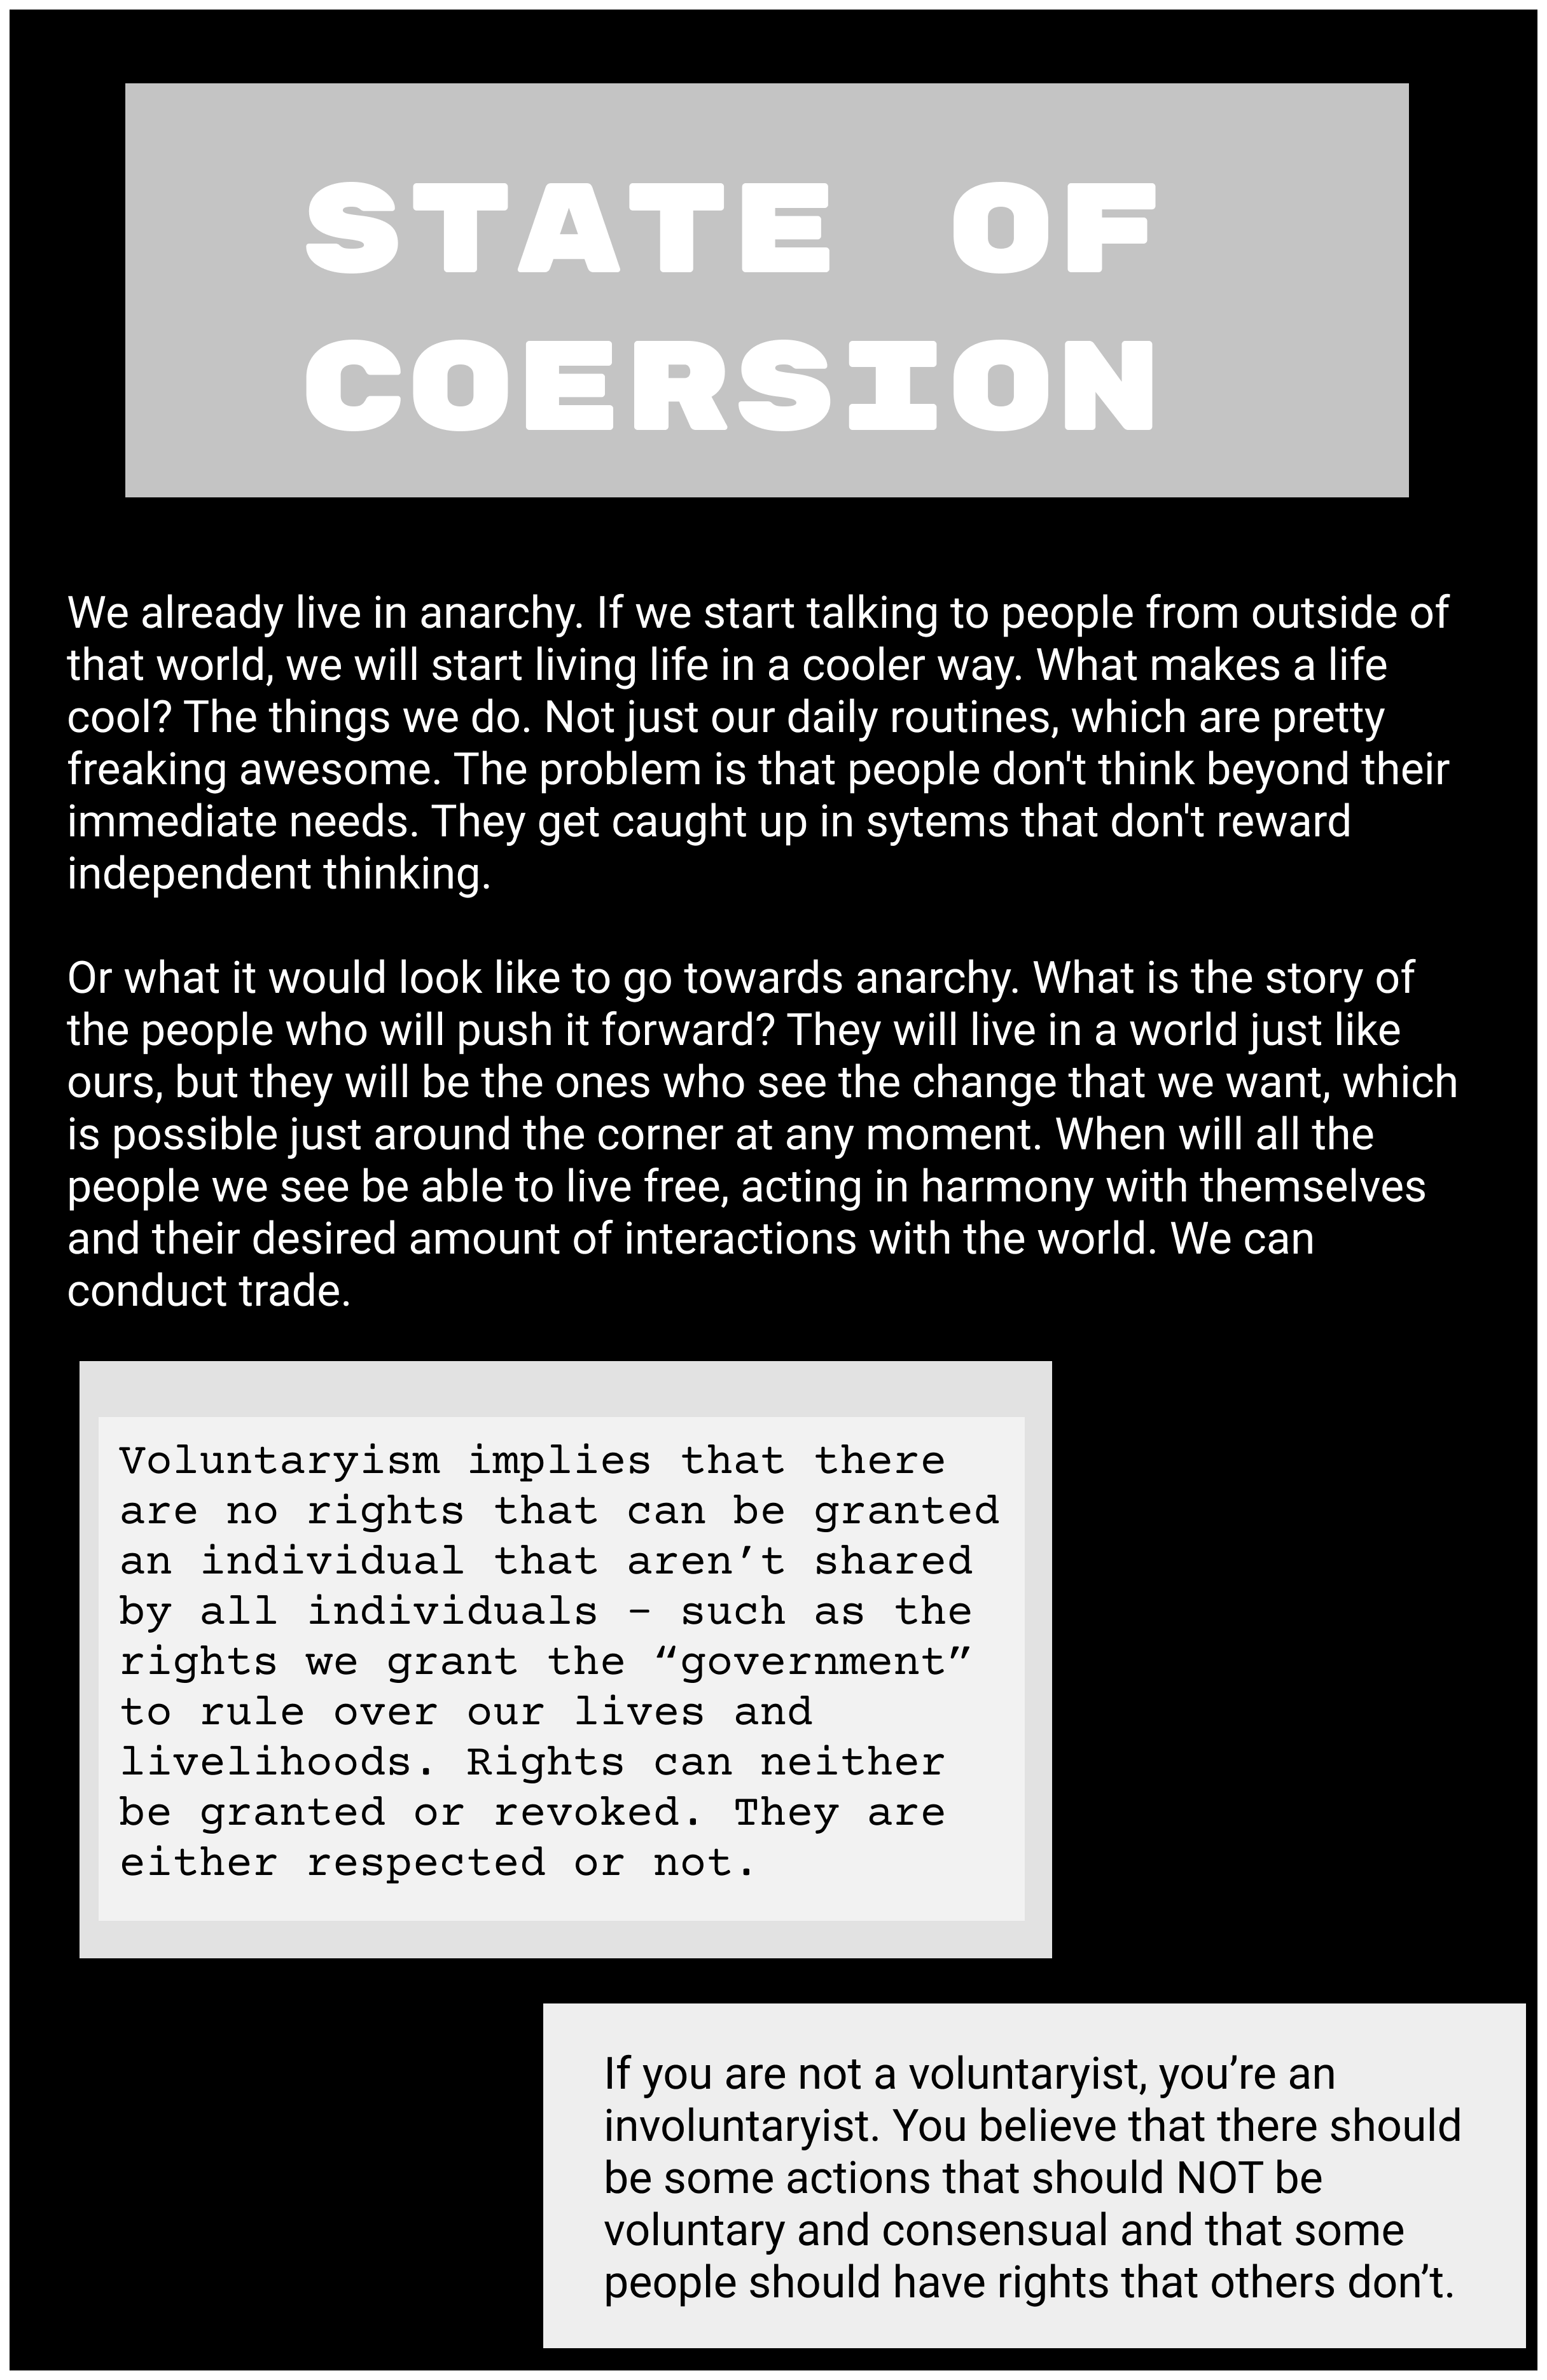 STATE OF
COERSION
We already live in anarchy. If we start talking to people from outside of
that world, we will start living life in a cooler way. What makes a life
cool? The things we do. Not just our daily routines, which are pretty
freaking awesome. The problem is that people don't think beyond their
immediate needs. They get caught up in sytems that don't reward
independent thinking.
Or what it would look like to go towards anarchy. What is the story of
the people who will push it forward? They will live in a world just like
ours, but they will be the ones who see the change that we want, which
is possible just around the corner at any moment. When will all the
people we see be able to live free, acting in harmony with themselves
and their desired amount of interactions with the world. We can
conduct trade.
Voluntaryism implies that there
are no rights that can be granted
an individual that aren’t shared
by all individuals – such as the
rights we grant the “government”
to rule over our lives and
livelihoods. Rights can neither
be granted or revoked. They are
either respected or not.
If you are not a voluntaryist, you’re an
involuntaryist. You believe that there should
be some actions that should NOT be
voluntary and consensual and that some
people should have rights that others don’t.